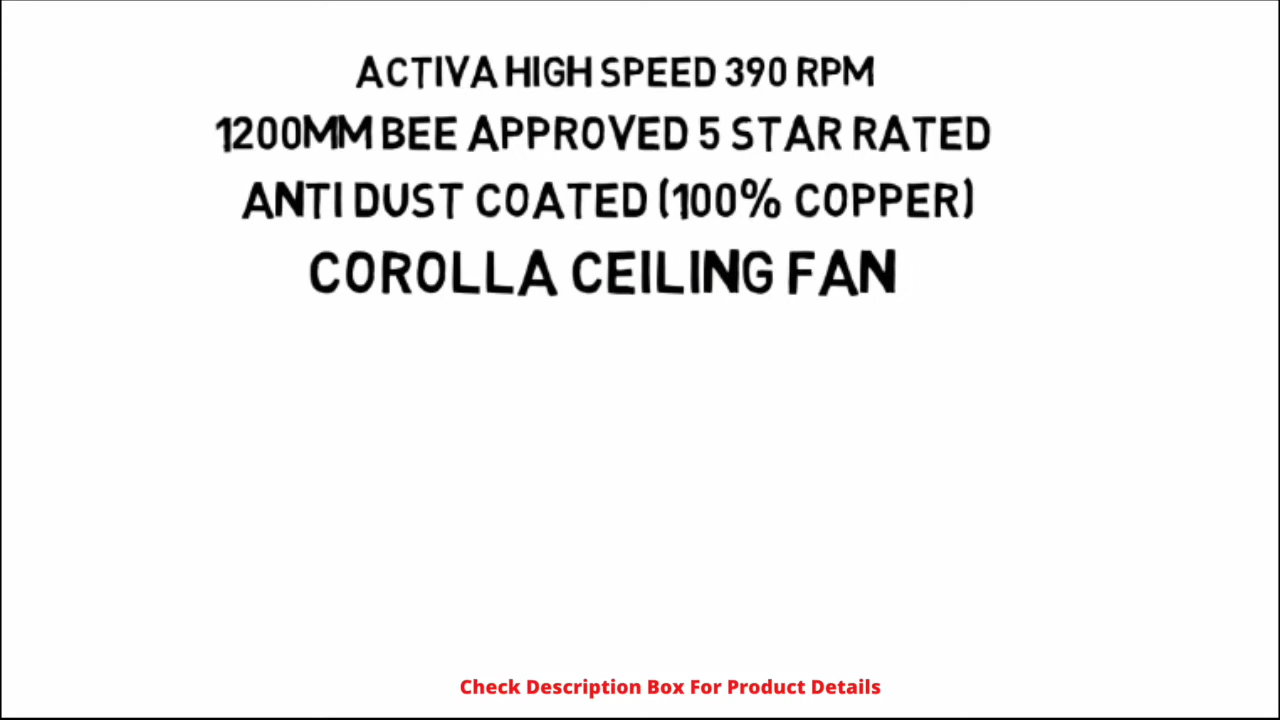 ACTIVA HIGH SPEED 390 RPM
1200MM BEE APPROVED 5 STAR RATED
ANTI DUST COATED (100% COPPER)
COROLLA CEILING FAN
Check Description Box For Product Details